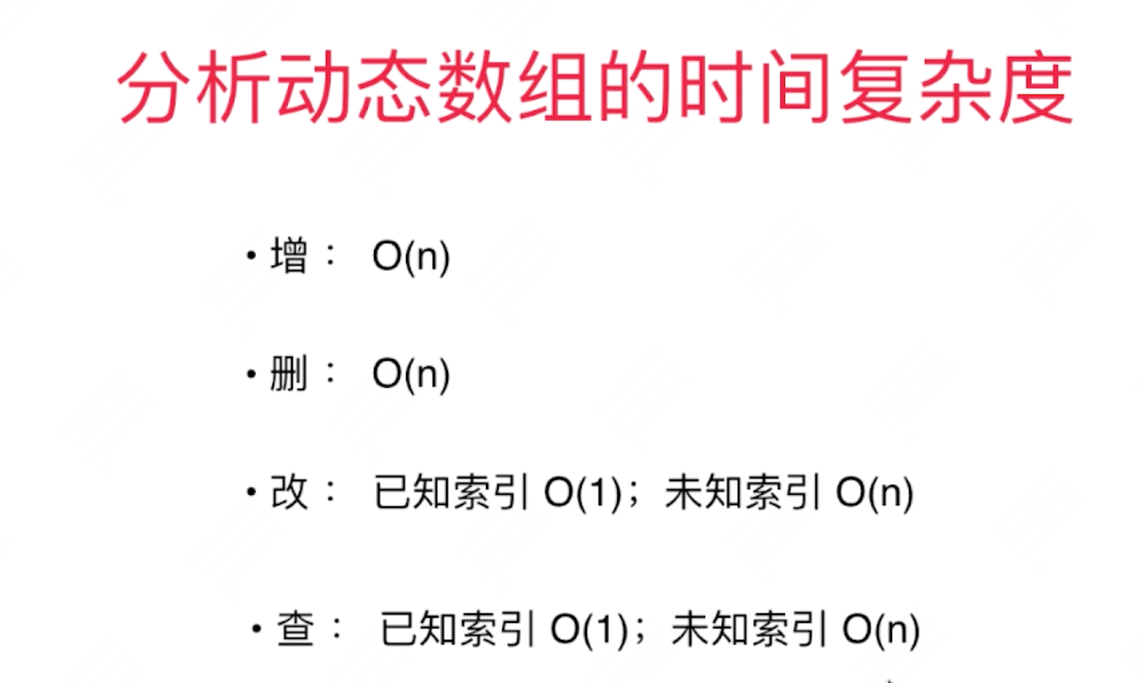 分析动态数组的时间复杂度
• 增： O(n)
• 删： O(n)
• 改： 已知索引 O(1)；未知索引 O(n)
• 查： 已知索引 O(1)；未知索引 O(n)